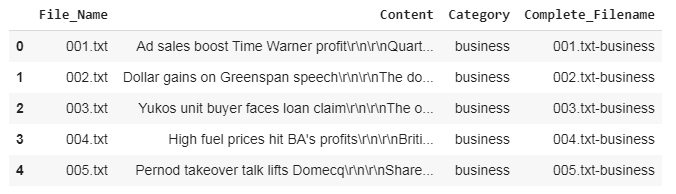 File_Name Content Category Complete_Filename
0 001.txt Ad sales boost Time Warner profit\r\n\r\nQuart... business 001.txt-business
1 002.txt Dollar gains on Greenspan speech\r\n\r\nThe do... business 002.txt-business
2 003.txt Yukos unit buyer faces loan claim\r\n\r\nThe o... business 003.txt-business
3 004.txt High fuel prices hit BA's profits\r\n\r\nBriti... business 004.txt-business
4 005.txt Pernod takeover talk lifts Domecq\r\n\r\nShare... business 005.txt-business